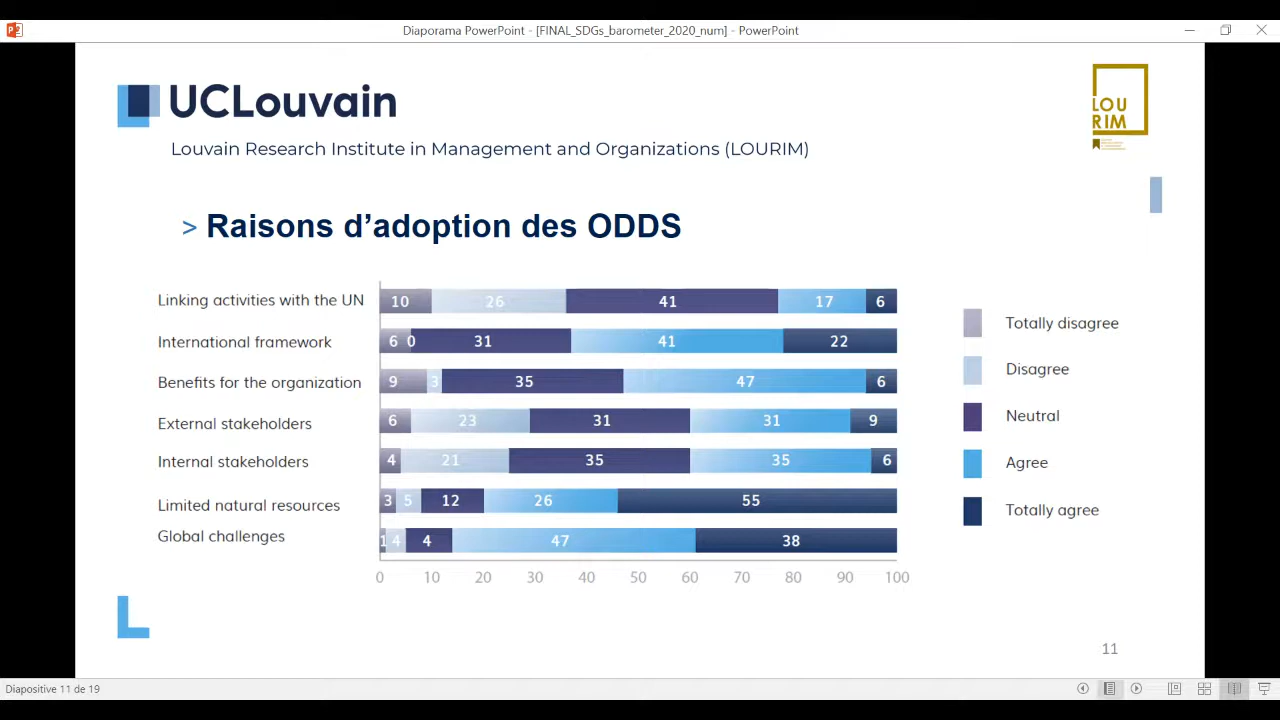 Diaporama PowerPoint - [FINAL_SDGs_barometer_2020_num] - PowerPoint
UCLouvain
LOU
RIM
Louvain Research Institute in Management and Organizations (LOURIM)
> Raisons d’adoption des ODDS
Linking activities with the UN 10 26 41 17 6
International framework 6 0 31 41 22
Benefits for the organization 9 3 35 47 6
External stakeholders 6 23 31 31 9
Internal stakeholders 4 21 35 35 6
Limited natural resources 3 5 12 26 55
Global challenges 1 4 4 47 38
0 10 20 30 40 50 60 70 80 90 100
Totally disagree
Disagree
Neutral
Agree
Totally agree
11
Diapositive 11 de 19